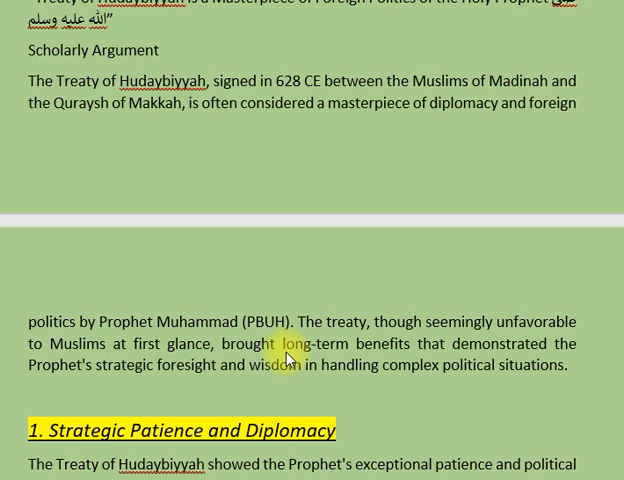 "Treaty of Hudaybiyyah is a Masterpiece of Foreign Politics of the Holy Prophet صلى
الله عليه وسلم"
Scholarly Argument
The Treaty of Hudaybiyyah, signed in 628 CE between the Muslims of Madinah and
the Quraysh of Makkah, is often considered a masterpiece of diplomacy and foreign
politics by Prophet Muhammad (PBUH). The treaty, though seemingly unfavorable
to Muslims at first glance, brought long-term benefits that demonstrated the
Prophet's strategic foresight and wisdom in handling complex political situations.
1. Strategic Patience and Diplomacy
The Treaty of Hudaybiyyah showed the Prophet's exceptional patience and political